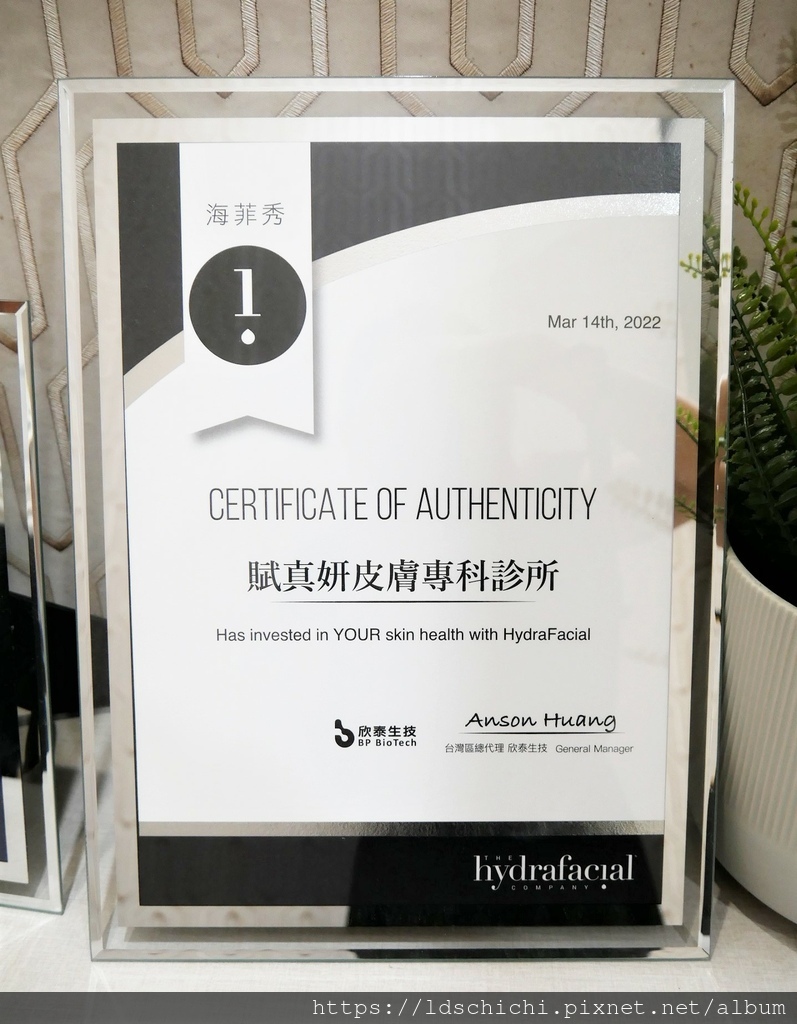 海菲秀
1
Mar 14th, 2022
CERTIFICATE OF AUTHENTICITY
賦真妍皮膚專科診所
Has invested in YOUR skin health with HydraFacial
欣泰生技
BP BioTech
Anson Huang
台灣區總代理 欣泰生技 General Manager
THE
hydrafacial
COMPANY
https://ldschichi.pixnet.net/album